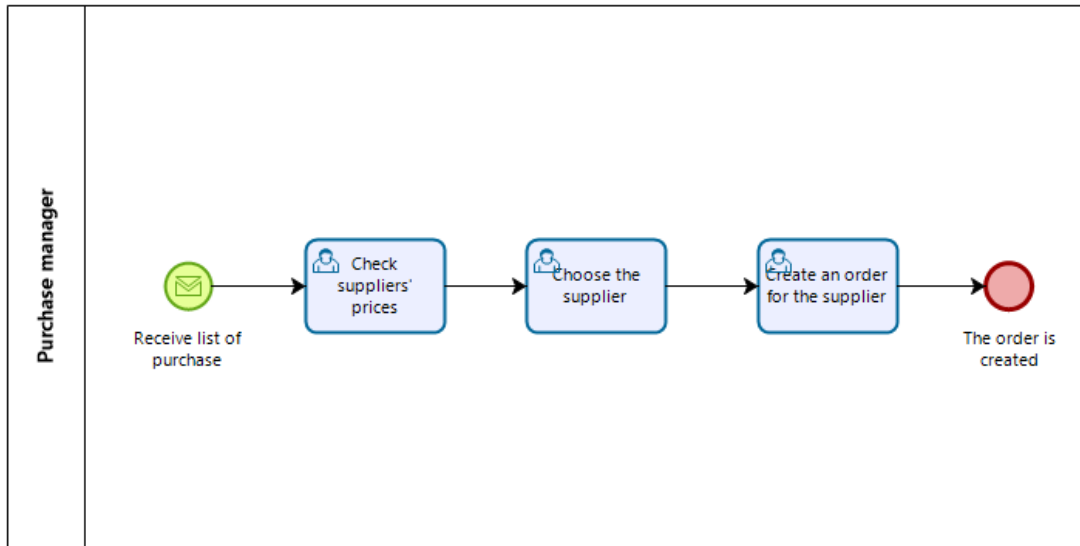 Purchase manager
Receive list of
purchase
Check
suppliers'
prices
Choose the
supplier
Create an order
for the supplier
The order is
created